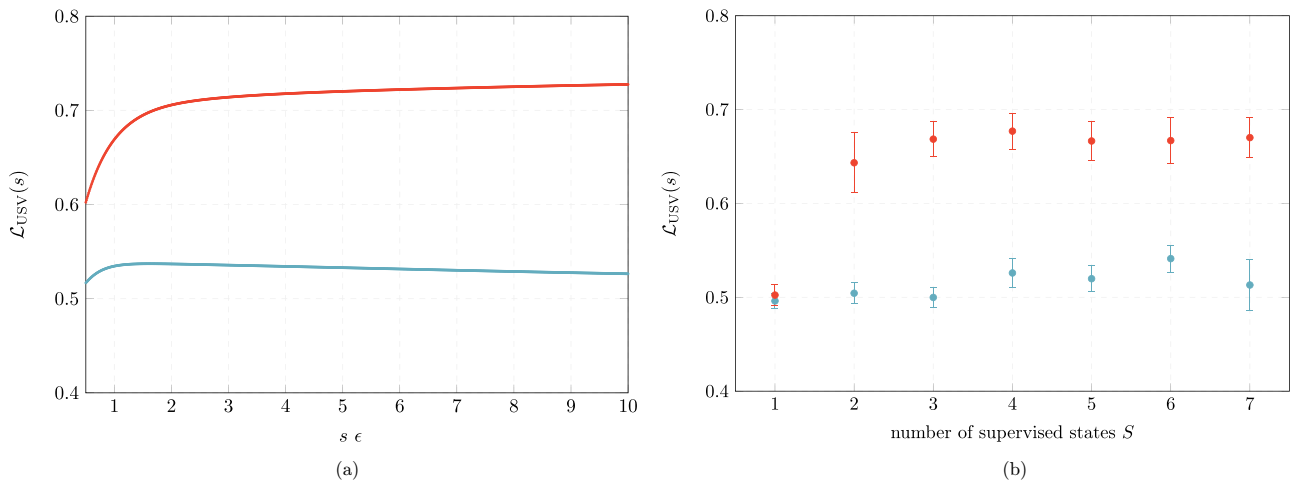 0.8
0.7
0.6
0.5
0.4
ℒUSV(s)
1 2 3 4 5 6 7 8 9 10
s ϵ
(a)
0.8
0.7
0.6
0.5
0.4
ℒUSV(s)
1 2 3 4 5 6 7
number of supervised states S
(b)